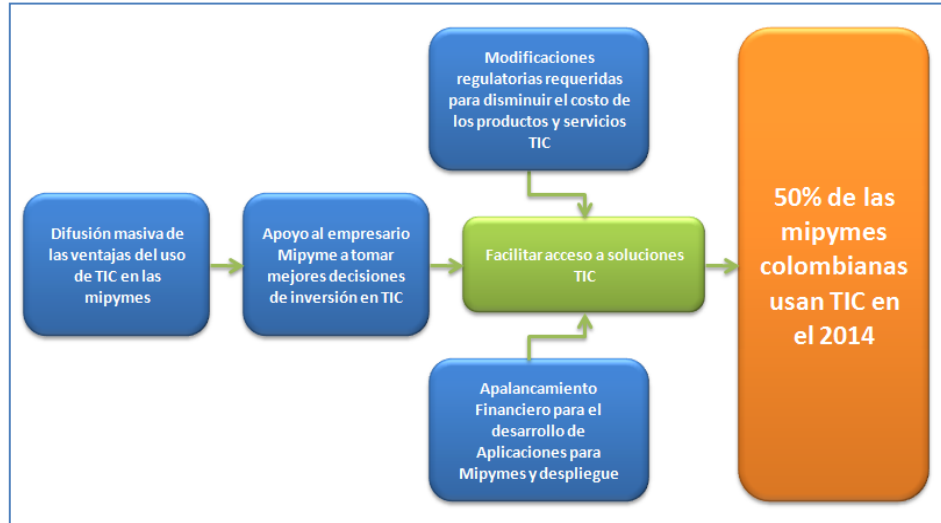 Modificaciones
regulatorias requeridas
para disminuir el costo de
los productos y servicios
TIC
Difusión masiva de
las ventajas del uso
de TIC en las
mipymes
Apoyo al empresario
Mipyme a tomar
mejores decisiones
de inversión en TIC
Facilitar acceso a soluciones
TIC
Apalancamiento
Financiero para el
desarrollo de
Aplicaciones para
Mipymes y despliegue
50% de las
mipymes
colombianas
usan TIC en
el 2014